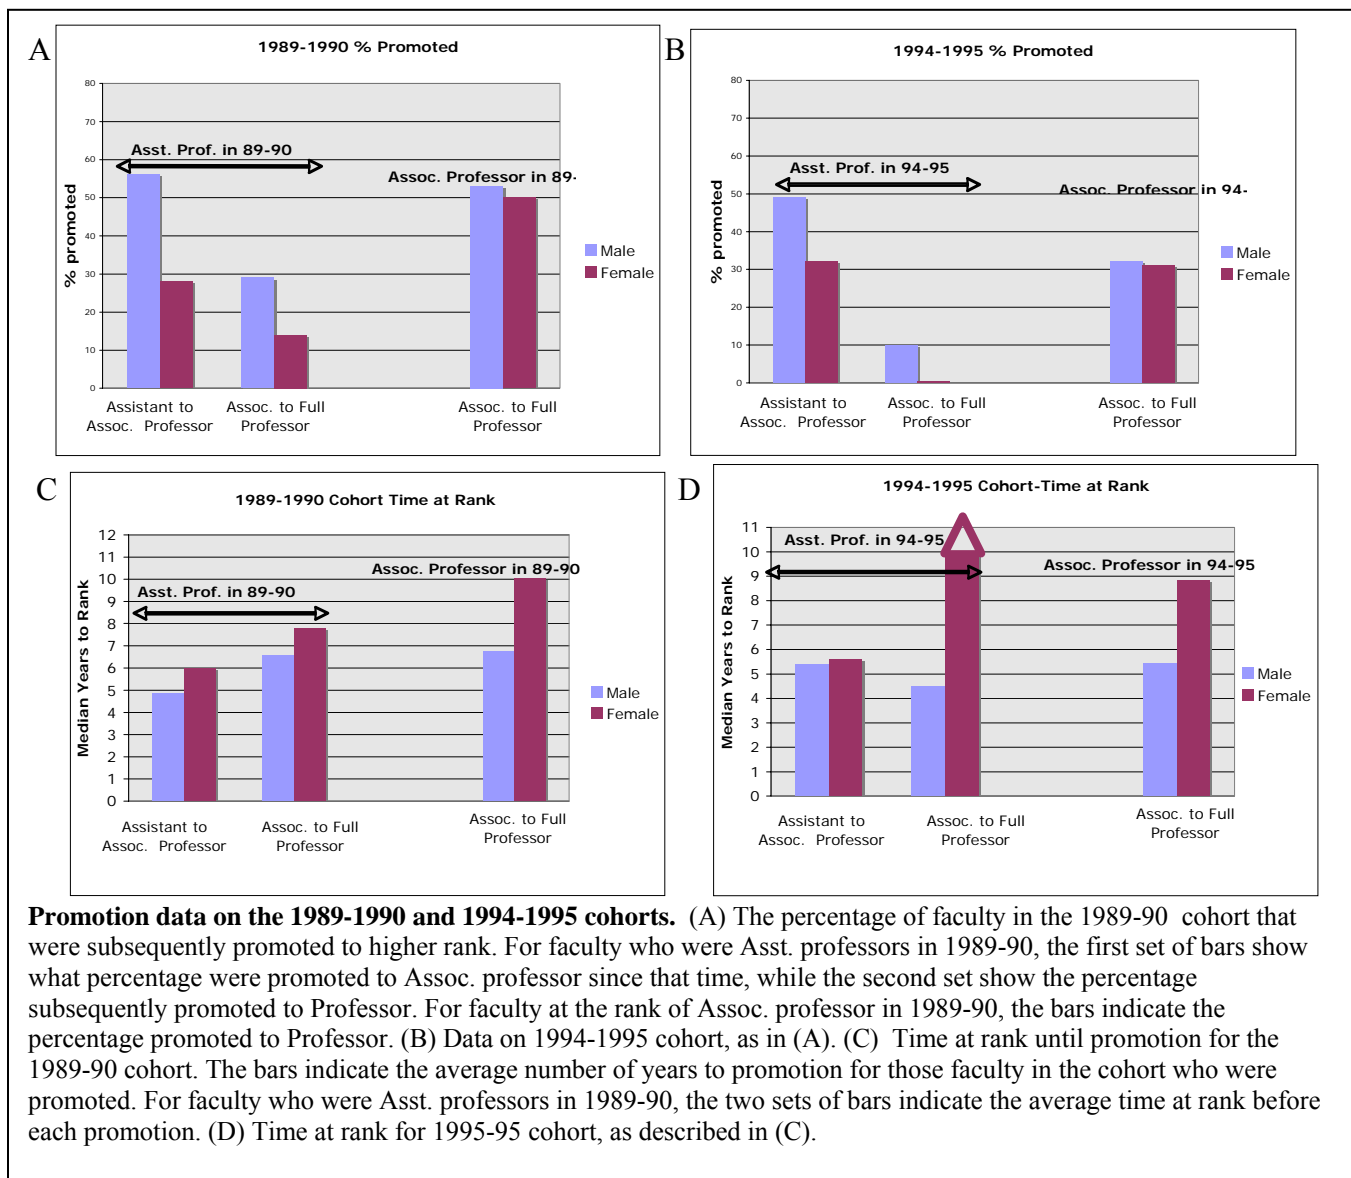 A
1989-1990 % Promoted
80
70
60
50
40
30
20
10
0
% promoted
Asst. Prof. in 89-90
Assoc. Professor in 89-
Male
Female
Assistant to
Assoc. Professor
Assoc. to Full
Professor
Assoc. to Full
Professor
B
1994-1995 % Promoted
80
70
60
50
40
30
20
10
0
% promoted
Asst. Prof. in 94-95
Assoc. Professor in 94-
Male
Female
Assistant to
Assoc. Professor
Assoc. to Full
Professor
Assoc. to Full
Professor
C
1989-1990 Cohort Time at Rank
12
11
10
9
8
7
6
5
4
3
2
1
0
Median Years to Rank
Asst. Prof. in 89-90
Assoc. Professor in 89-90
Male
Female
Assistant to
Assoc. Professor
Assoc. to Full
Professor
Assoc. to Full
Professor
D
1994-1995 Cohort-Time at Rank
11
10
9
8
7
6
5
4
3
2
1
0
Median Years to Rank
Asst. Prof. in 94-95
Assoc. Professor in 94-95
Male
Female
Assistant to
Assoc. Professor
Assoc. to Full
Professor
Assoc. to Full
Professor
Promotion data on the 1989-1990 and 1994-1995 cohorts. (A) The percentage of faculty in the 1989-90 cohort that
were subsequently promoted to higher rank. For faculty who were Asst. professors in 1989-90, the first set of bars show
what percentage were promoted to Assoc. professor since that time, while the second set show the percentage
subsequently promoted to Professor. For faculty at the rank of Assoc. professor in 1989-90, the bars indicate the
percentage promoted to Professor. (B) Data on 1994-1995 cohort, as in (A). (C) Time at rank until promotion for the
1989-90 cohort. The bars indicate the average number of years to promotion for those faculty in the cohort who were
promoted. For faculty who were Asst. professors in 1989-90, the two sets of bars indicate the average time at rank before
each promotion. (D) Time at rank for 1995-95 cohort, as described in (C).